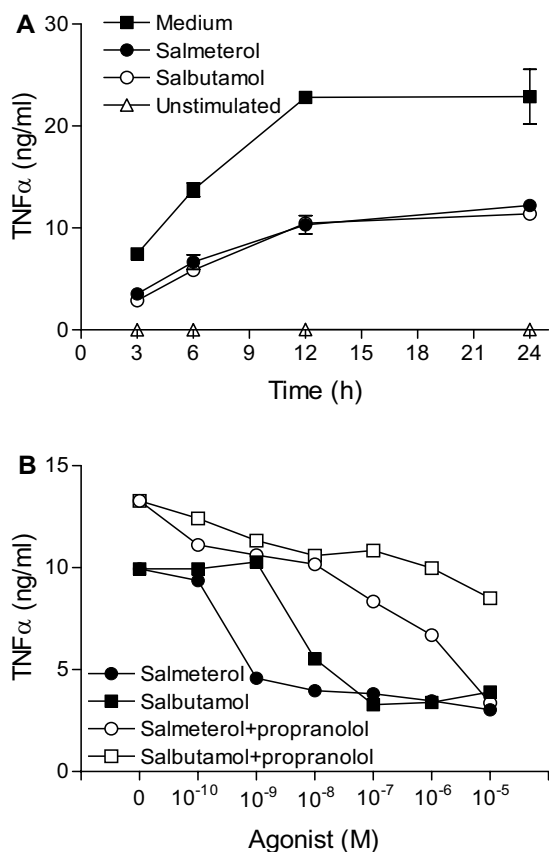 A
Medium
Salmeterol
Salbutamol
Unstimulated
TNFα (ng/ml)
30
20
10
0
0 3 6 9 12 15 18 21 24
Time (h)
B
TNFα (ng/ml)
15
10
5
0
Salmeterol
Salbutamol
Salmeterol+propranolol
Salbutamol+propranolol
0 10⁻¹⁰ 10⁻⁹ 10⁻⁸ 10⁻⁷ 10⁻⁶ 10⁻⁵
Agonist (M)